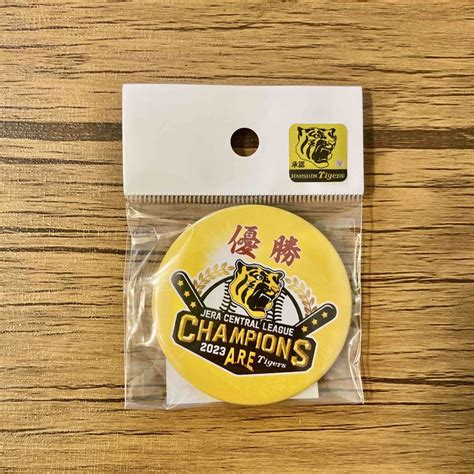 承認
HANSHIN Tigers
優勝
JERA CENTRAL LEAGUE
CHAMPIONS
2023 ARE Tigers